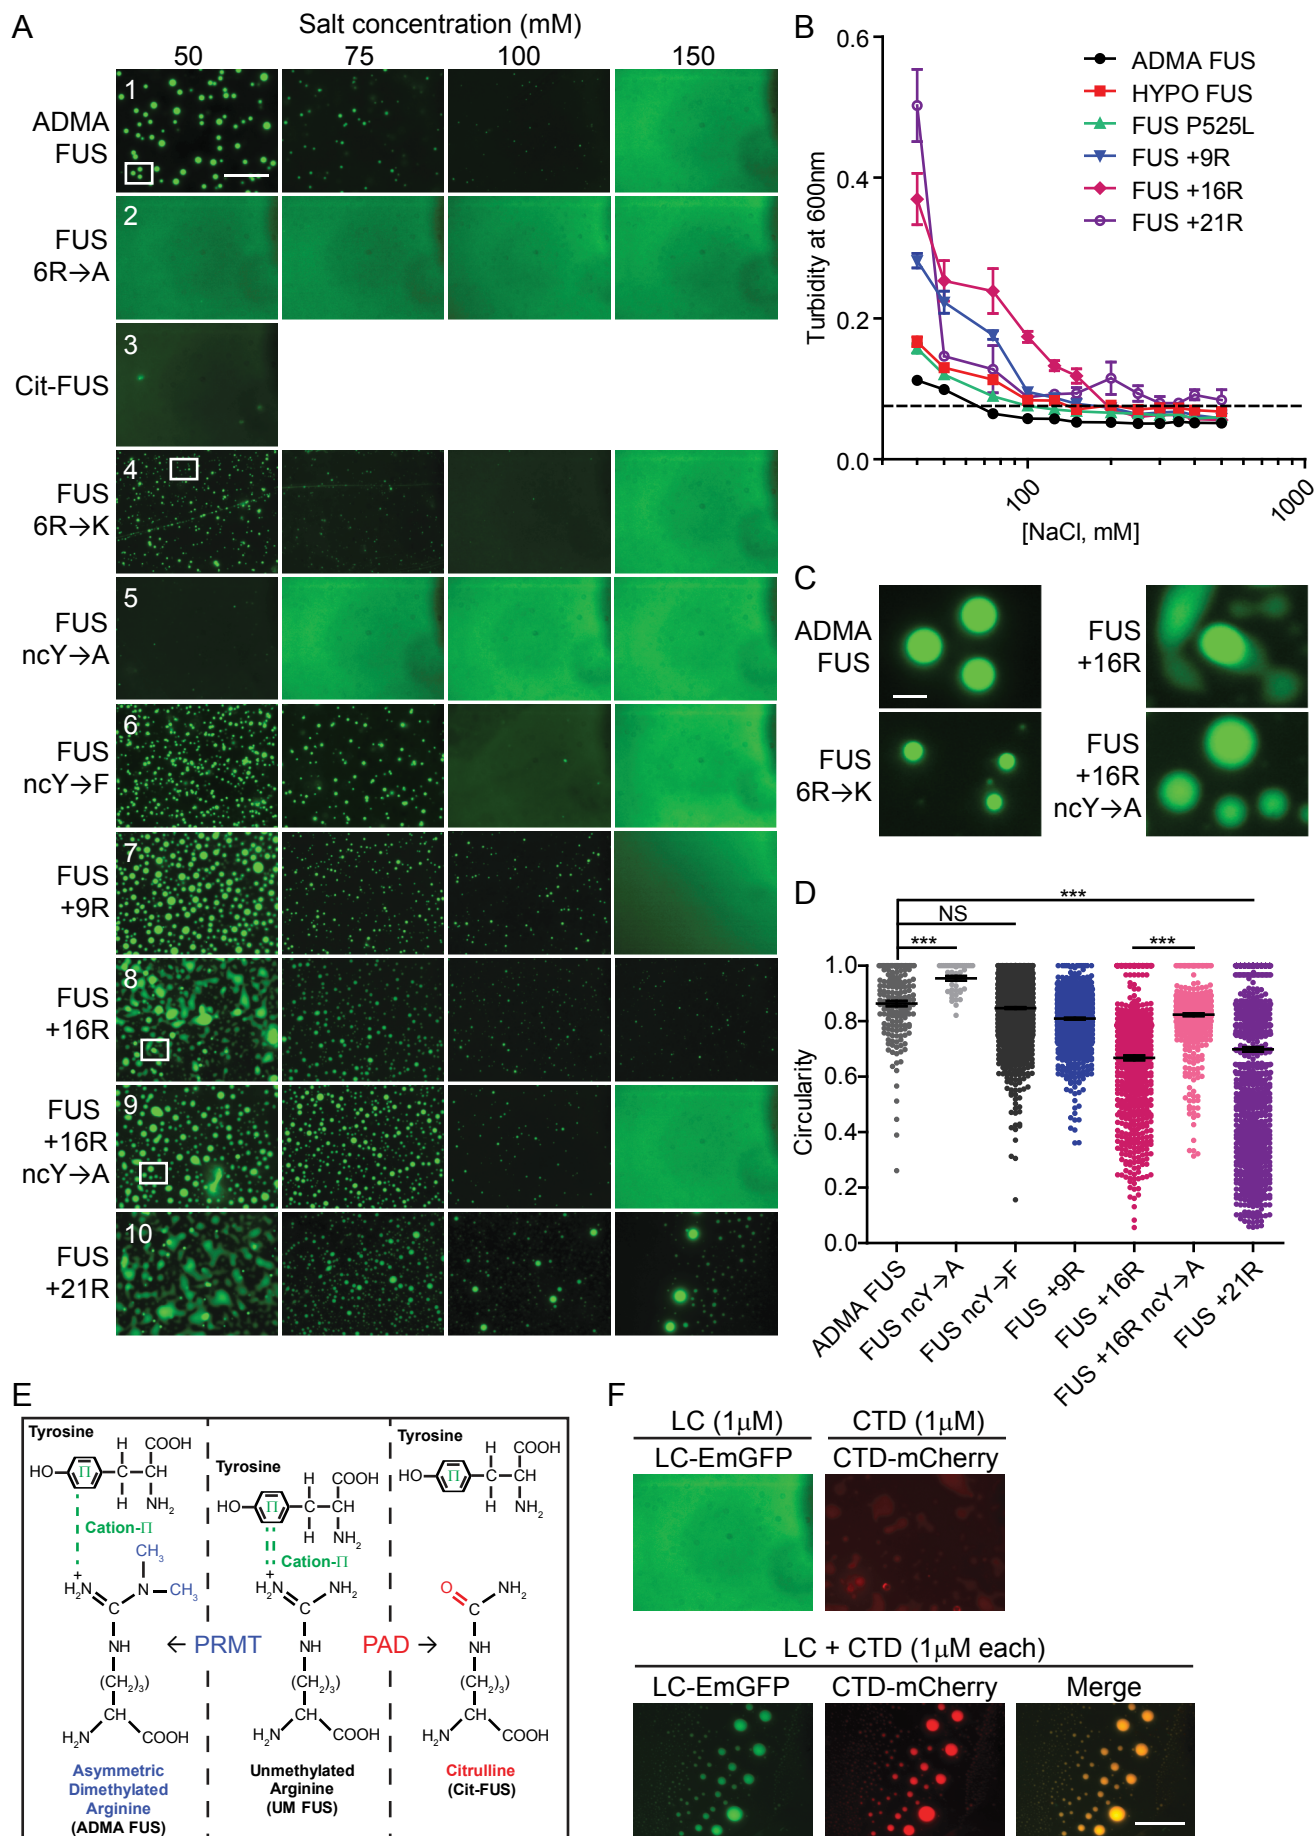 A
Salt concentration (mM)
50 75 100 150
ADMA
FUS
1
FUS
6R→A
2
Cit-FUS
3
FUS
6R→K
4
FUS
ncY→A
5
FUS
ncY→F
6
FUS
+9R
7
FUS
+16R
8
FUS
+16R
ncY→A
9
FUS
+21R
10
B
0.6
0.4
0.2
0.0
Turbidity at 600nm
ADMA FUS
HYPO FUS
FUS P525L
FUS +9R
FUS +16R
FUS +21R
100
1000
[NaCl, mM]
C
ADMA
FUS
FUS
+16R
FUS
6R→K
FUS
+16R
ncY→A
D
***
NS
*** ***
1.0
0.8
0.6
0.4
0.2
0.0
Circularity
ADMA FUS
FUS ncY→A
FUS ncY→F
FUS +9R
FUS +16R
FUS +16R ncY→A
FUS +21R
E
Tyrosine
H COOH
HO Π C CH
H NH2
Cation-Π
CH3
+
H2N N CH3
C
NH
(CH2)3
CH
H2N COOH
Asymmetric
Dimethylated
Arginine
(ADMA FUS)
← PRMT
Tyrosine
H COOH
HO Π C CH
H NH2
Cation-Π
+
H2N NH2
C
NH
(CH2)3
CH
H2N COOH
Unmethylated
Arginine
(UM FUS)
PAD →
Tyrosine
H COOH
HO Π C CH
H NH2
O NH2
C
NH
(CH2)3
CH
H2N COOH
Citrulline
(Cit-FUS)
F
LC (1µM) CTD (1µM)
LC-EmGFP CTD-mCherry
LC + CTD (1µM each)
LC-EmGFP CTD-mCherry Merge